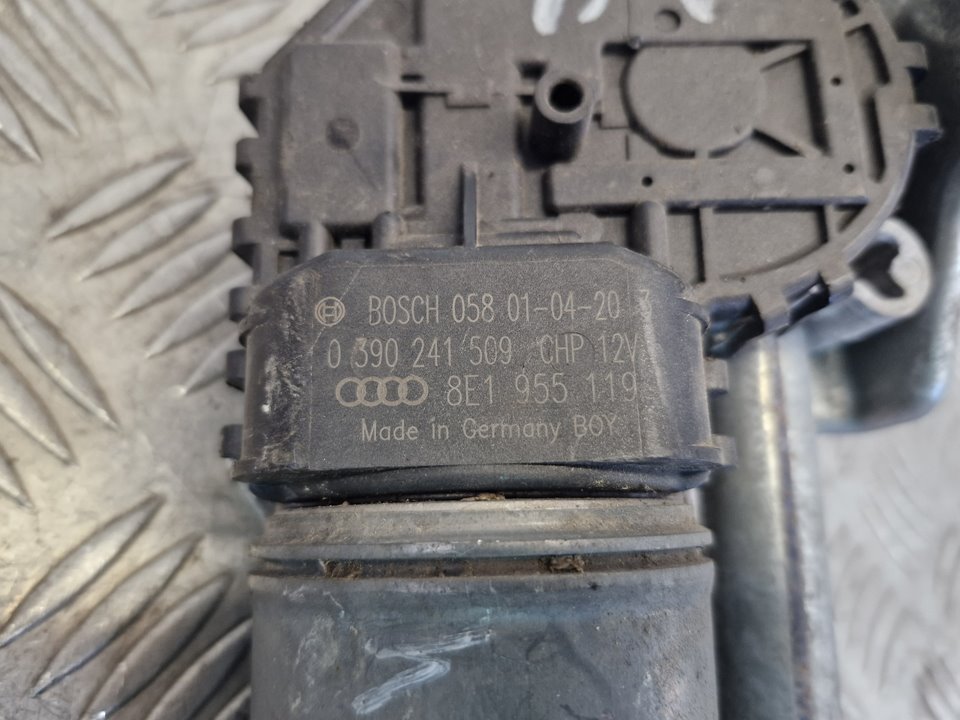 BOSCH 058 01-04-20
0 390 241 509 CHP 12V
8E1 955 119
Made in Germany BOY